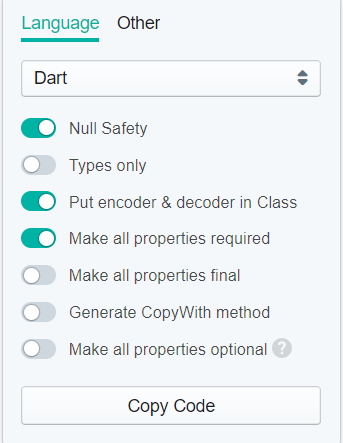 Language Other
Dart
Null Safety
Types only
Put encoder & decoder in Class
Make all properties required
Make all properties final
Generate CopyWith method
Make all properties optional ?
Copy Code